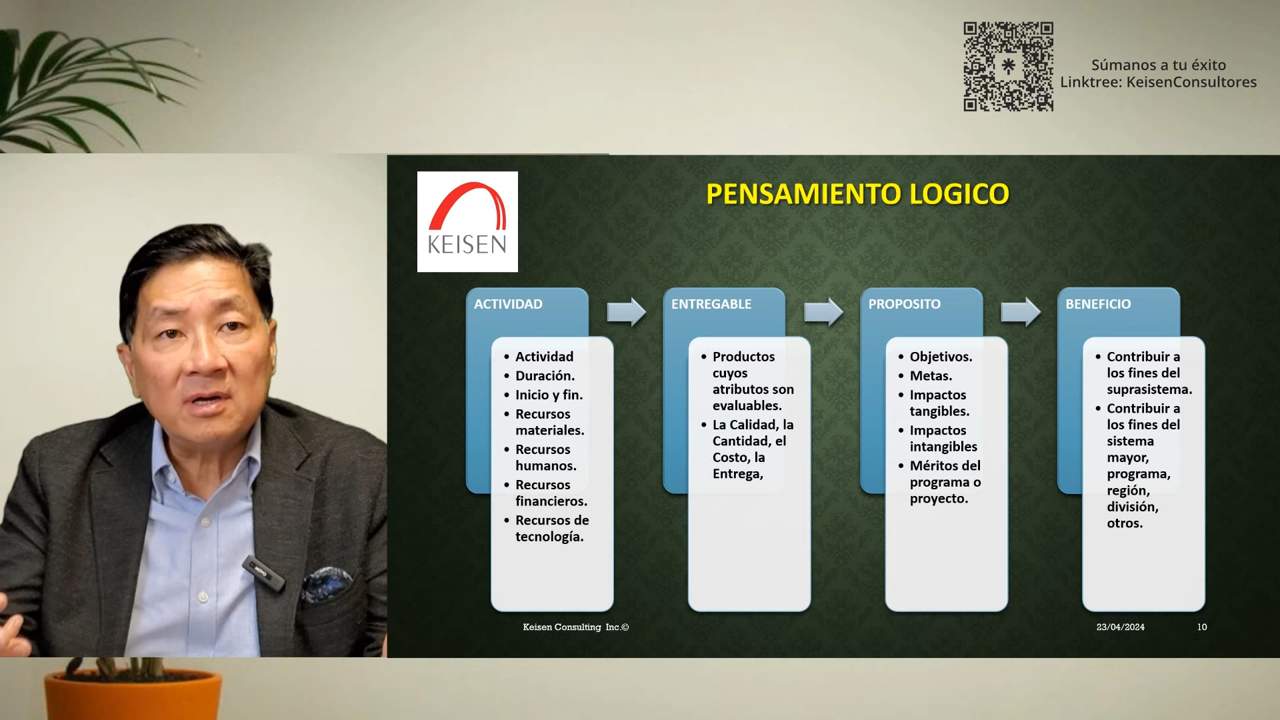 Súmanos a tu éxito
Linktree: KeisenConsultores
KEISEN
PENSAMIENTO LOGICO
ACTIVIDAD
• Actividad
• Duración.
• Inicio y fin.
• Recursos
materiales.
• Recursos
humanos.
• Recursos
financieros.
• Recursos de
tecnología.
ENTREGABLE
• Productos
cuyos
atributos son
evaluables.
• La Calidad, la
Cantidad, el
Costo, la
Entrega,
PROPOSITO
• Objetivos.
• Metas.
• Impactos
tangibles.
• Impactos
intangibles
• Méritos del
programa o
proyecto.
BENEFICIO
• Contribuir a
los fines del
suprasistema.
• Contribuir a
los fines del
sistema
mayor,
programa,
región,
división,
otros.
Keisen Consulting Inc.©
23/04/2024
10